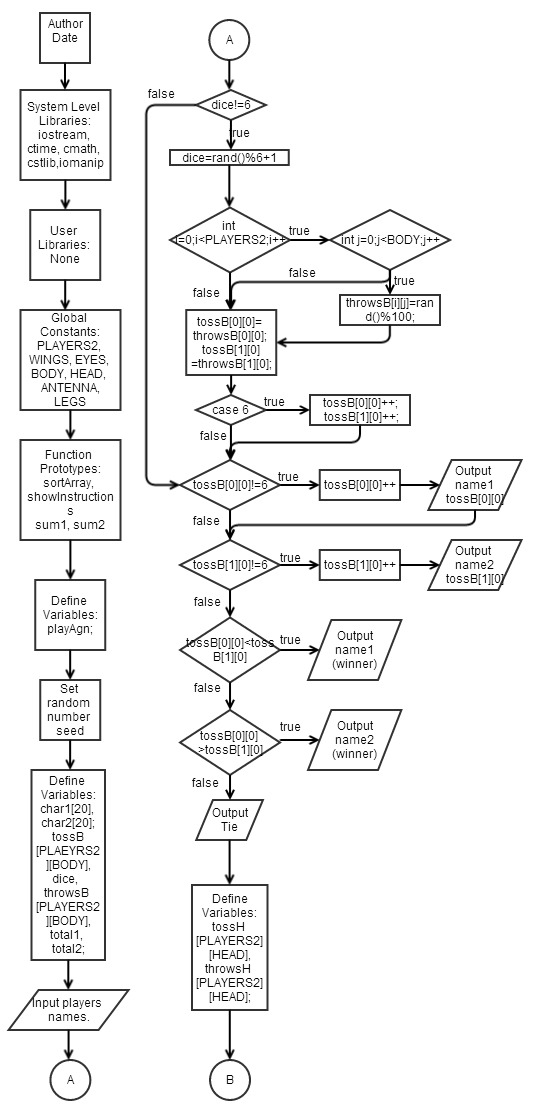 Author
Date
System Level
Libraries:
iostream,
ctime, cmath,
cstlib,iomanip
User
Libraries:
None
Global
Constants:
PLAYERS2,
WINGS, EYES,
BODY, HEAD,
ANTENNA,
LEGS
Function
Prototypes:
sortArray,
showInstruction
s
sum1, sum2
Define
Variables:
playAgn;
Set
random
number
seed
Define
Variables:
char1[20],
char2[20];
tossB
[PLAEYRS2
][BODY],
dice,
throwsB
[PLAYERS2
][BODY],
total1,
total2;
Input players
names.
A
A
false
dice!=6
true
dice=rand()%6+1
int
i=0;i<PLAYERS2;i++
true
int j=0;j<BODY;j++
false
true
false
throwsB[i][j]=ran
d()%100;
tossB[0][0]=
throwsB[0][0];
tossB[1][0]
=throwsB[1][0];
case 6
true
tossB[0][0]++;
tossB[1][0]++;
false
tossB[0][0]!=6
true
tossB[0][0]++
Output
name1
tossB[0][0]
false
tossB[1][0]!=6
true
tossB[1][0]++
Output
name2
tossB[1][0]
false
tossB[0][0]<toss
B[1][0]
true
Output
name1
(winner)
false
tossB[0][0]
>tossB[1][0]
true
Output
name2
(winner)
false
Output
Tie
Define
Variables:
tossH
[PLAYERS2]
[HEAD],
throwsH
[PLAYERS2]
[HEAD];
B